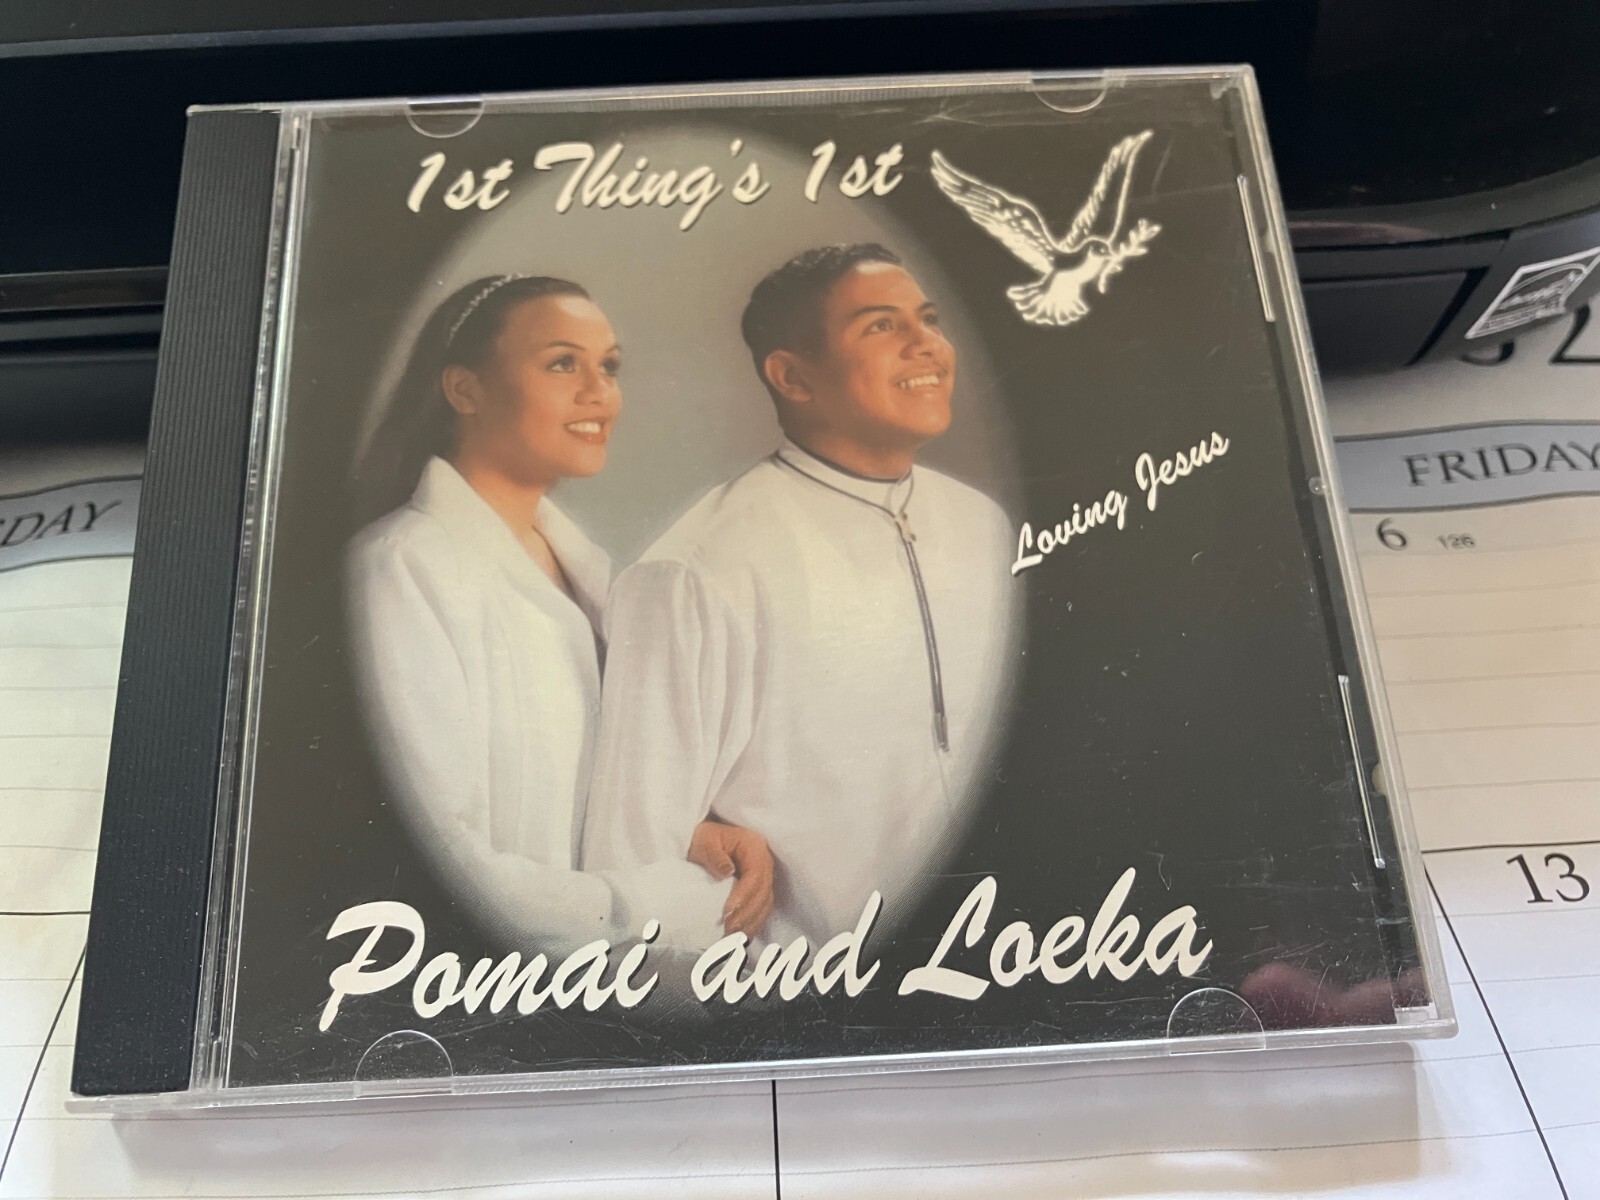 1st Thing's 1st
Loving Jesus
Pomai and Loeka
DAY
FRIDAY
6 126
13